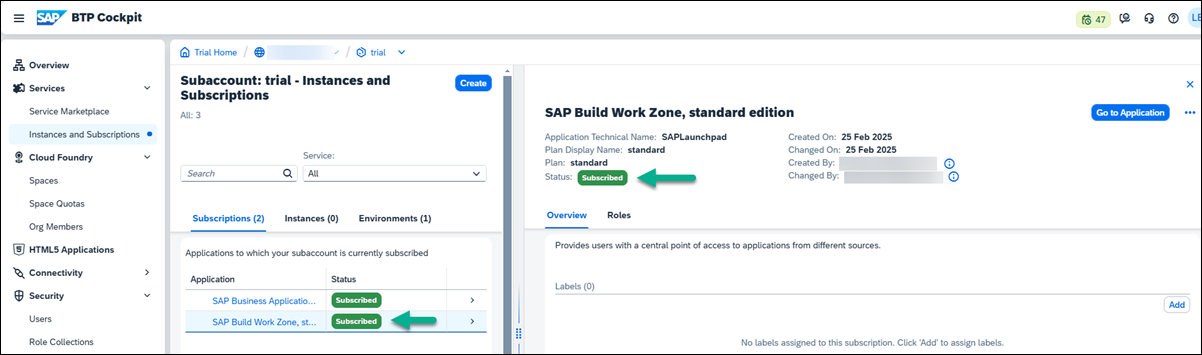 SAP BTP Cockpit
47
LE
Overview
Services
Service Marketplace
Instances and Subscriptions
Cloud Foundry
Spaces
Space Quotas
Org Members
HTML5 Applications
Connectivity
Security
Users
Role Collections
Trial Home / / trial
Subaccount: trial - Instances and
Subscriptions
Create
All: 3
Service:
Search
All
Subscriptions (2) Instances (0) Environments (1)
Applications to which your subaccount is currently subscribed
Application Status
SAP Business Applicatio... Subscribed
SAP Build Work Zone, st... Subscribed
SAP Build Work Zone, standard edition
Go to Application
Application Technical Name: SAPLaunchpad
Plan Display Name: standard
Plan: standard
Status: Subscribed
Created On: 25 Feb 2025
Changed On: 25 Feb 2025
Created By:
Changed By:
Overview Roles
Provides users with a central point of access to applications from different sources.
Labels (0)
Add
No labels assigned to this subscription. Click 'Add' to assign labels.